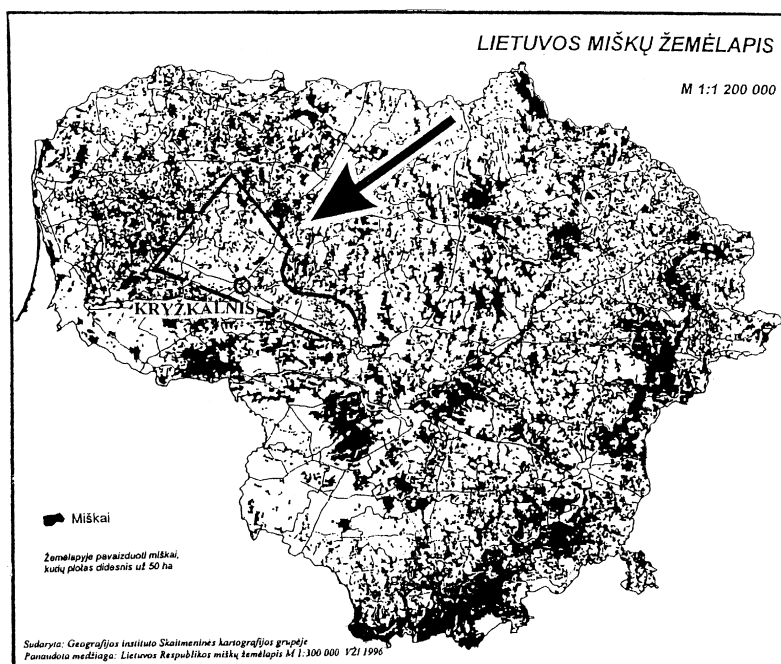 LIETUVOS MIŠKŲ ŽEMĖLAPIS
M 1:1 200 000
KRYŽKALNIS
Miškai
Žemėlapyje pavaizduoti miškai,
kurių plotas didesnis už 50 ha
Sudaryta: Geografijos instituto Skaitmeninės kartografijos grupėje
Panaudota medžiaga: Lietuvos Respublikos miškų žemėlapis M 1:300 000 VŽI 1996